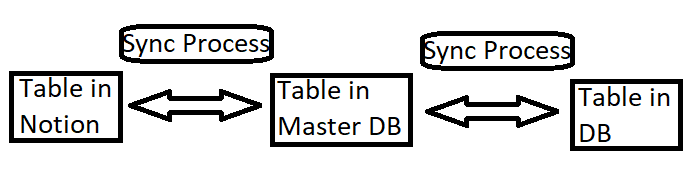 Sync Process
Sync Process
Table in
Notion
Table in
Master DB
Table in
DB